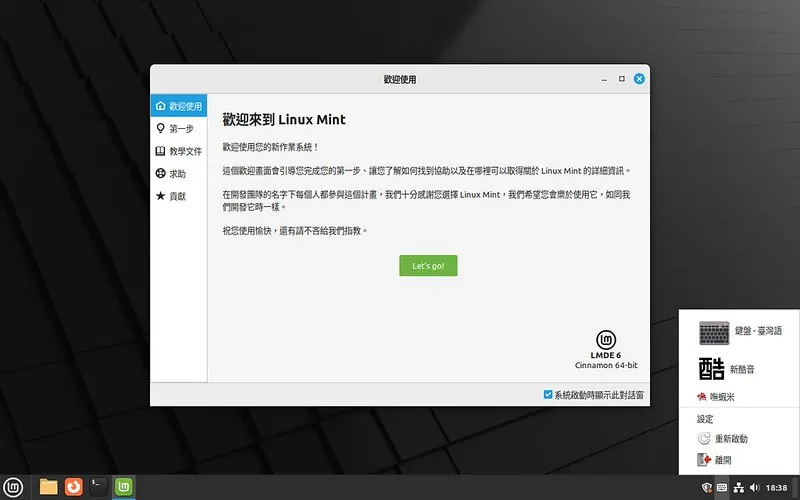 歡迎使用
歡迎使用
第一步
教學文件
求助
貢獻
歡迎來到 Linux Mint
歡迎使用您的新作業系統！
這個歡迎畫面會引導您完成您的第一步、讓您了解如何找到協助以及在哪裡可以取得關於 Linux Mint 的詳細資訊。
在開發團隊的名字下每個人都參與這個計畫，我們十分感謝您選擇 Linux Mint，我們希望您會樂於使用它，如同我
們開發它時一樣。
祝您使用愉快，還有請不吝給我們指教。
Let's go!
LMDE 6
Cinnamon 64-bit
系統啟動時顯示此對話窗
鍵盤 - 臺灣語
酷 新酷音
嘸蝦米
設定
重新啟動
離開
18:38